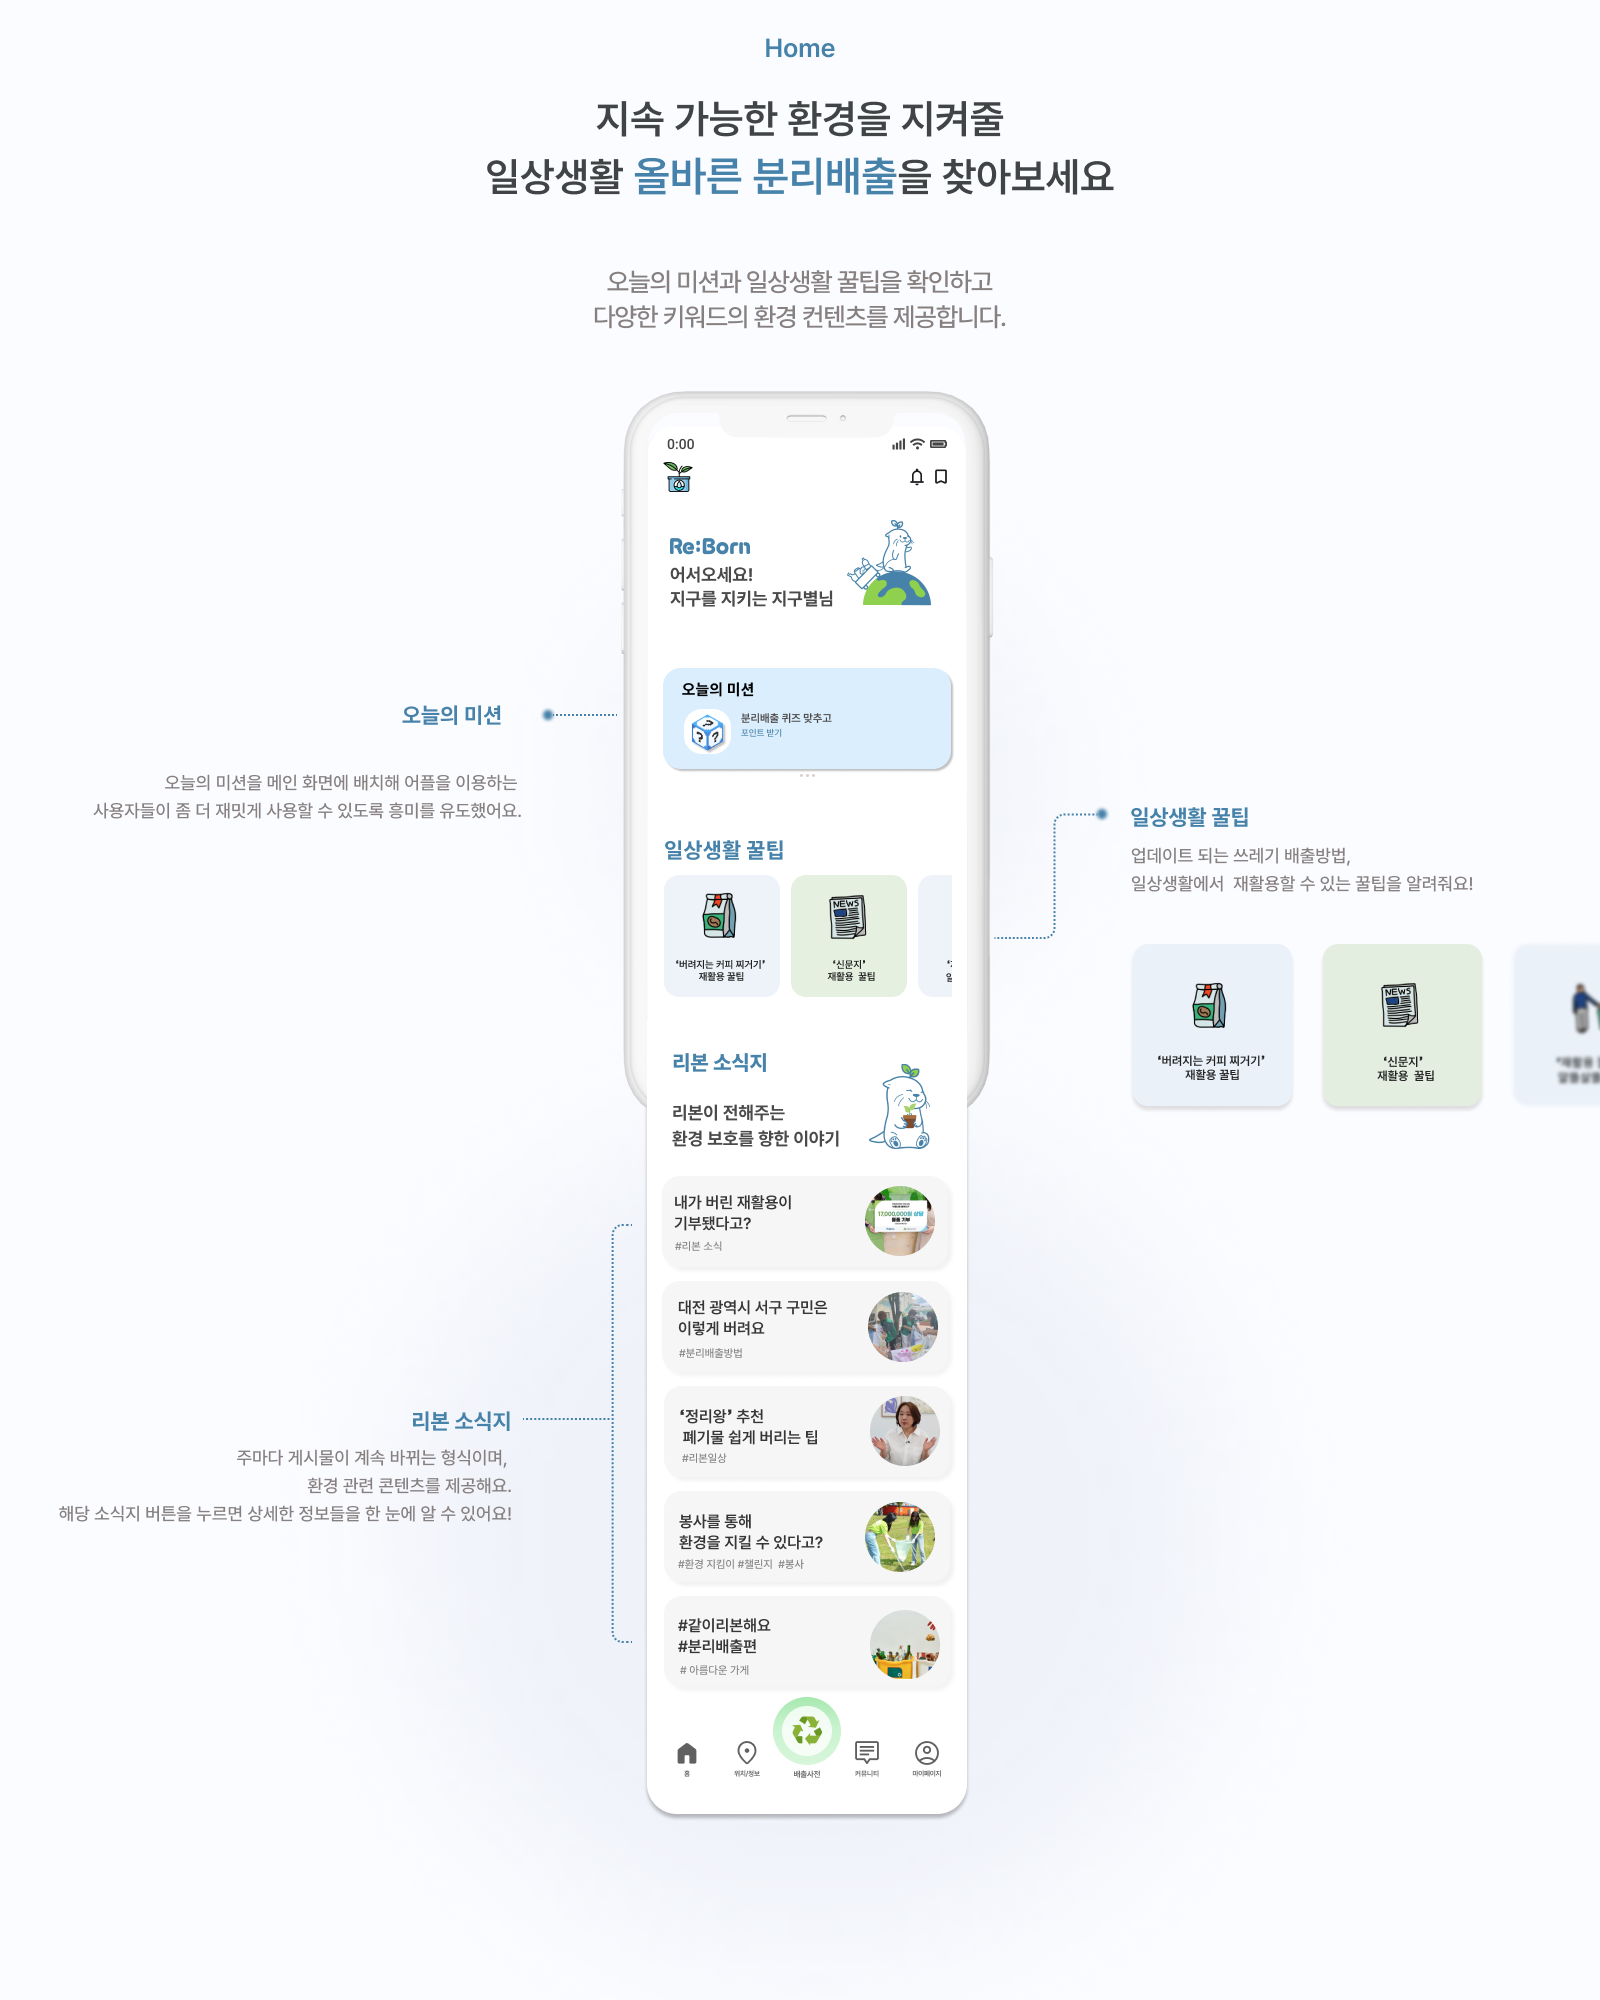 Home
지속 가능한 환경을 지켜줄
일상생활 올바른 분리배출을 찾아보세요
오늘의 미션과 일상생활 꿀팁을 확인하고
다양한 키워드의 환경 컨텐츠를 제공합니다.
0:00
Re:Born
어서오세요!
지구를 지키는 지구별님
오늘의 미션
분리배출 퀴즈 맞추고
포인트 받기
오늘의 미션
오늘의 미션을 메인 화면에 배치해 어플을 이용하는
사용자들이 좀 더 재밋게 사용할 수 있도록 흥미를 유도했어요.
일상생활 꿀팁
NEWS
‘버려지는 커피 찌거기’
재활용 꿀팁
‘신문지’
재활용 꿀팁
일상생활 꿀팁
업데이트 되는 쓰레기 배출방법,
일상생활에서 재활용할 수 있는 꿀팁을 알려줘요!
NEWS
‘버려지는 커피 찌거기’
재활용 꿀팁
‘신문지’
재활용 꿀팁
리본 소식지
리본이 전해주는
환경 보호를 향한 이야기
내가 버린 재활용이
기부됐다고?
#리본 소식
17,000,000원 상당
물품 기부
대전 광역시 서구 구민은
이렇게 버려요
#분리배출방법
‘정리왕’ 추천
폐기물 쉽게 버리는 팁
#리본일상
봉사를 통해
환경을 지킬 수 있다고?
#환경 지킴이 #챌린지 #봉사
#같이리본해요
#분리배출편
# 아름다운 가게
리본 소식지
주마다 게시물이 계속 바뀌는 형식이며,
환경 관련 콘텐츠를 제공해요.
해당 소식지 버튼을 누르면 상세한 정보들을 한 눈에 알 수 있어요!
홈
위치/정보
배출사전
커뮤니티
마이페이지